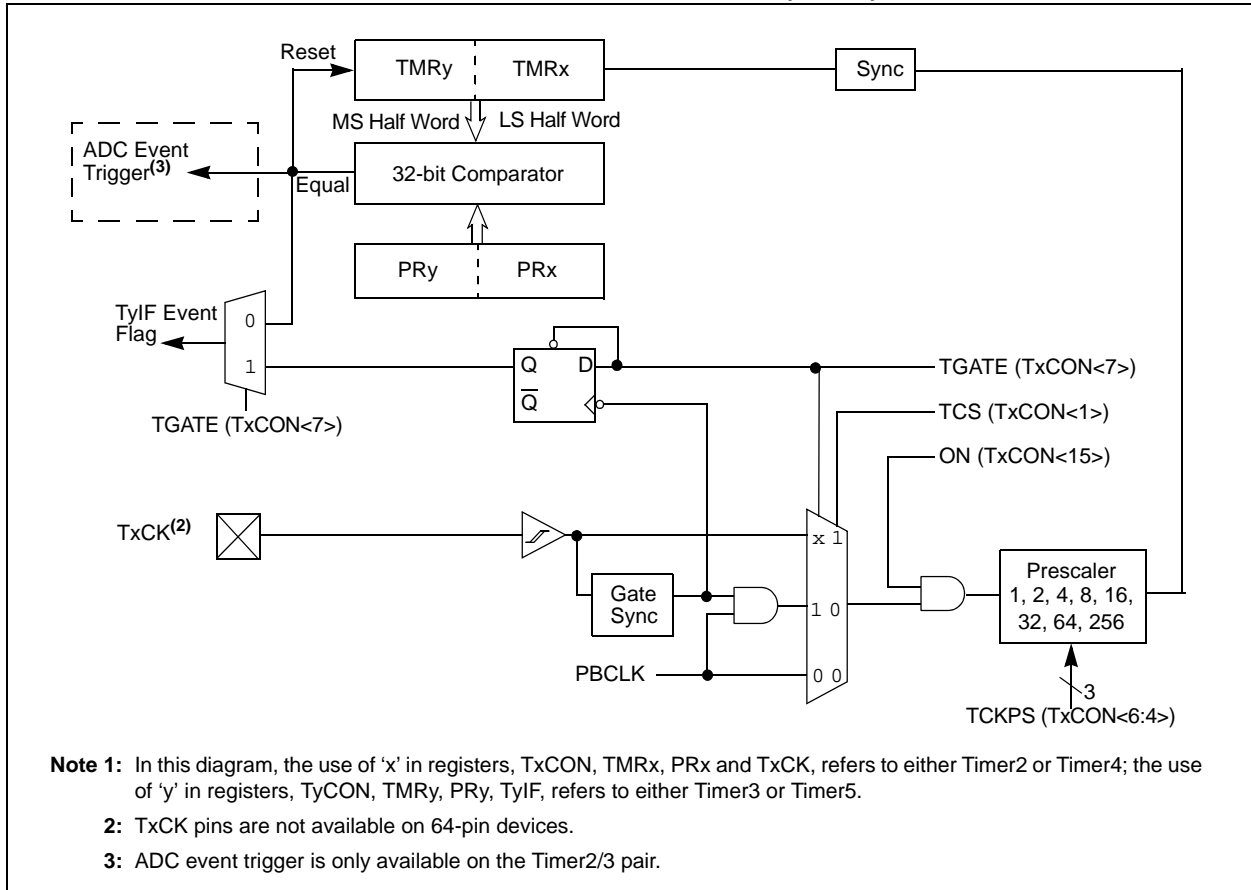 Reset
TMRy TMRx
Sync
MS Half Word LS Half Word
ADC Event
Trigger(3)
Equal
32-bit Comparator
PRy PRx
TyIF Event
Flag
0
1
Q D
Q̅
TGATE (TxCON<7>)
TGATE (TxCON<7>)
TCS (TxCON<1>)
ON (TxCON<15>)
TxCK(2)
x 1
Gate
Sync
1 0
Prescaler
1, 2, 4, 8, 16,
32, 64, 256
PBCLK
0 0
3
TCKPS (TxCON<6:4>)
Note 1: In this diagram, the use of ‘x’ in registers, TxCON, TMRx, PRx and TxCK, refers to either Timer2 or Timer4; the use
of ‘y’ in registers, TyCON, TMRy, PRy, TyIF, refers to either Timer3 or Timer5.
2: TxCK pins are not available on 64-pin devices.
3: ADC event trigger is only available on the Timer2/3 pair.